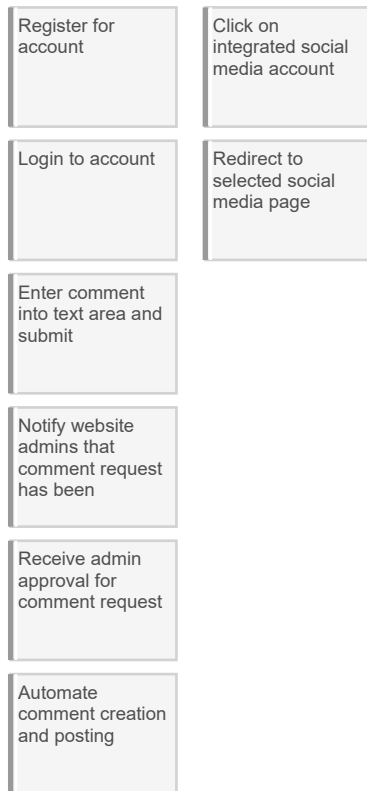 Register for
account
Login to account
Enter comment
into text area and
submit
Notify website
admins that
comment request
has been
Receive admin
approval for
comment request
Automate
comment creation
and posting
Click on
integrated social
media account
Redirect to
selected social
media page